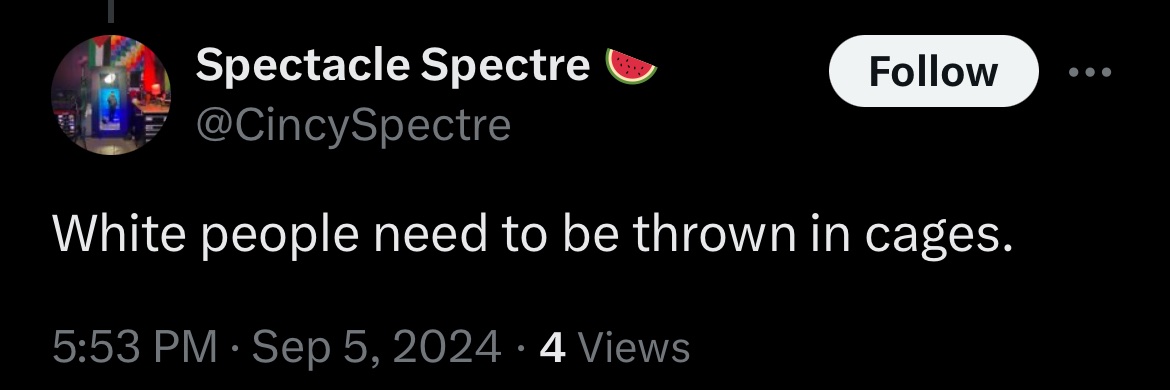 Spectacle Spectre 🍉
Follow
@CincySpectre
White people need to be thrown in cages.
5:53 PM · Sep 5, 2024 · 4 Views